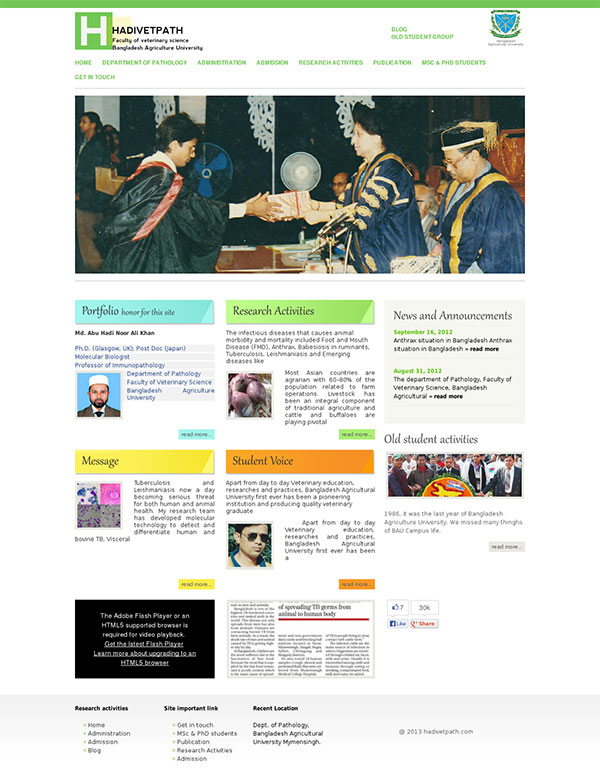 H
HADIVETPATH
Faculty of veterinary science
Bangladesh Agriculture University
BLOG
OLD STUDENT GROUP
Bangladesh
Agricultural University
HOME DEPARTMENT OF PATHOLOGY ADMINISTRATION ADMISSION RESEARCH ACTIVITIES PUBLICATION MSC & PHD STUDENTS
GET IN TOUCH
Portfolio honor for this site
Md. Abu Hadi Noor Ali Khan
Ph.D. (Glasgow, UK), Post Doc (Japan)
Molecular Biologist
Professor of Immunopathology
Department of Pathology
Faculty of Veterinary Science
Bangladesh Agriculture
University
read more...
Research Activities
The infectious diseases that causes animal
morbidity and mortality included Foot and Mouth
Disease (FMD), Anthrax, Babesiosis in ruminants,
Tuberculosis, Leishmaniasis and Emerging
diseases like
Most Asian countries are
agrarian with 60–80% of the
population related to farm
operations. Livestock has
been an integral component
of traditional agriculture and
cattle and buffaloes are
playing pivotal
read more...
News and Announcements
September 16, 2012
Anthrax situation in Bangladesh Anthrax
situation in Bangladesh » read more
August 31, 2012
The department of Pathology, Faculty of
Veterinary Science, Bangladesh
Agricultural » read more
Message
Tuberculosis and
Leishmaniosis now a day
becoming serious threat
for both human and animal
health. My research team
has developed molecular
technology to detect and
differentiate human and
bovine TB, Visceral
read more...
Student Voice
Apart from day to day Veterinary education,
researches and practices, Bangladesh Agricultural
University first ever has been a pioneering
institution and producing quality veterinary
graduate
Apart from day to day
Veterinary education,
researches and practices,
Bangladesh Agricultural
University first ever has been
a
read more...
Old student activities
1986, it was the last year of Bangladesh
Agriculture University. We missed many thinghs
of BAU Campus life.
read more...
The Adobe Flash Player or an
HTML5 supported browser is
required for video playback.
Get the latest Flash Player
Learn more about upgrading to an
HTML5 browser
of spreading TB germs from
animal to human body
7
30k
Like
Share
Research activities
Home
Administration
Admission
Blog
Site important link
Get in touch
MSc & PhD students
Publication
Research Activities
Admission
Recent Location
Dept. of Pathology,
Bangladesh Agricultural
University Mymensingh.
@ 2013 hadivetpath.com